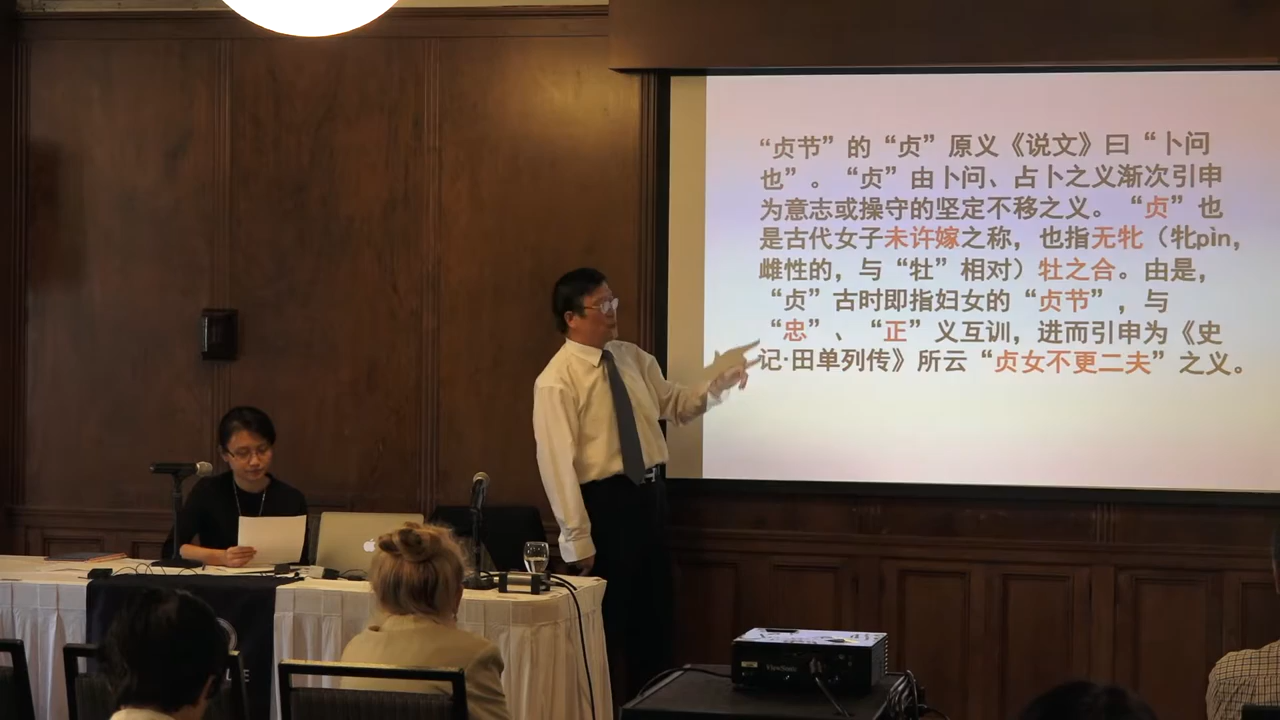 “贞节”的“贞”原义《说文》曰“卜问
也”。“贞”由卜问、占卜之义渐次引申
为意志或操守的坚定不移之义。“贞”也
是古代女子未许嫁之称，也指无牝（牝pìn，
雌性的，与“牡”相对）牡之合。由是，
“贞”古时即指妇女的“贞节”，与
“忠”、“正”义互训，进而引申为《史
记·田单列传》所云“贞女不更二夫”之义。
ViewSonic